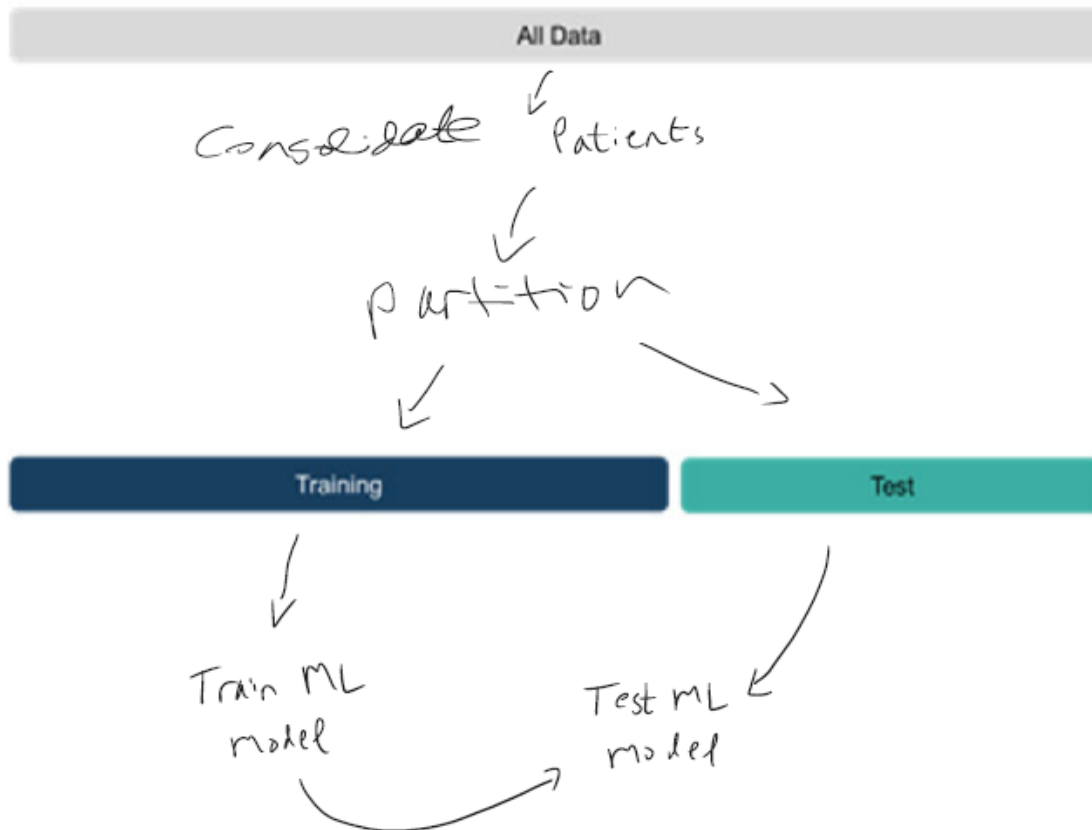 All Data
Consolidate Patients
partition
Training
Test
Train ML
model
Test ML
model